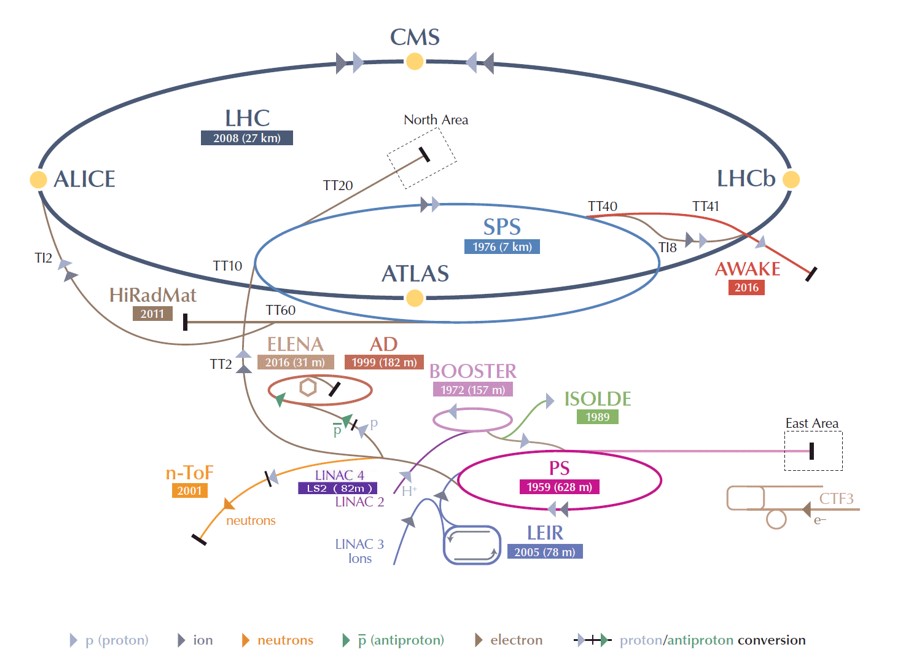 CMS
LHC
2008 (27 km)
North Area
ALICE
TT20
LHCb
TT40
TT41
SPS
1976 (7 km)
TI2
TT10
TI8
ATLAS
AWAKE
2016
HiRadMat
2011
TT60
TT2
ELENA
2016 (31 m)
AD
1999 (182 m)
BOOSTER
1972 (157 m)
ISOLDE
1989
p
p̅
East Area
n-ToF
2001
LINAC 4
LS2 (82m)
LINAC 2
H⁺
PS
1959 (628 m)
neutrons
CTF3
e–
LINAC 3
Ions
LEIR
2005 (78 m)
p (proton)
ion
neutrons
p̅ (antiproton)
electron
proton/antiproton conversion